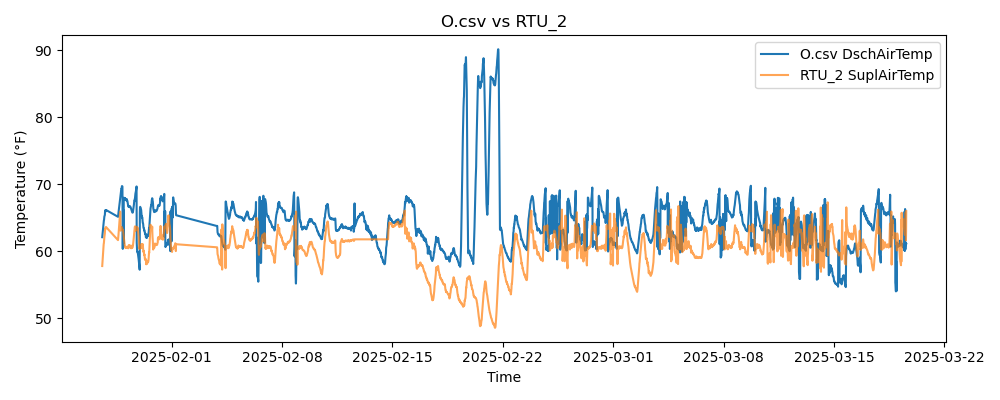 O.csv vs RTU_2
O.csv DschAirTemp
RTU_2 SuplAirTemp
Temperature (°F)
90
80
70
60
50
2025-02-01
2025-02-08
2025-02-15
2025-02-22
2025-03-01
2025-03-08
2025-03-15
2025-03-22
Time